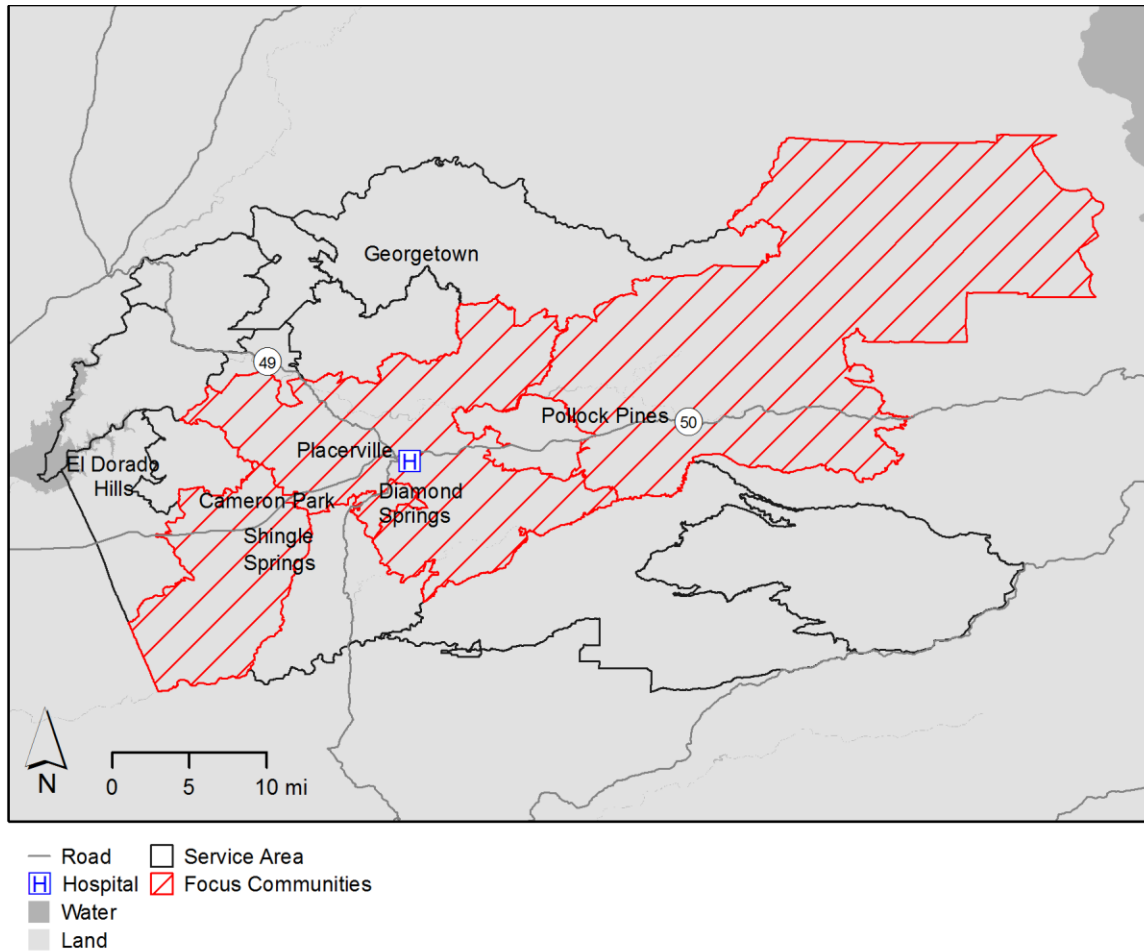 Georgetown
49
Pollock Pines
50
Placerville
H
El Dorado
Hills
Cameron Park
Diamond
Springs
Shingle
Springs
N
0 5 10 mi
Road
Service Area
H Hospital
Focus Communities
Water
Land